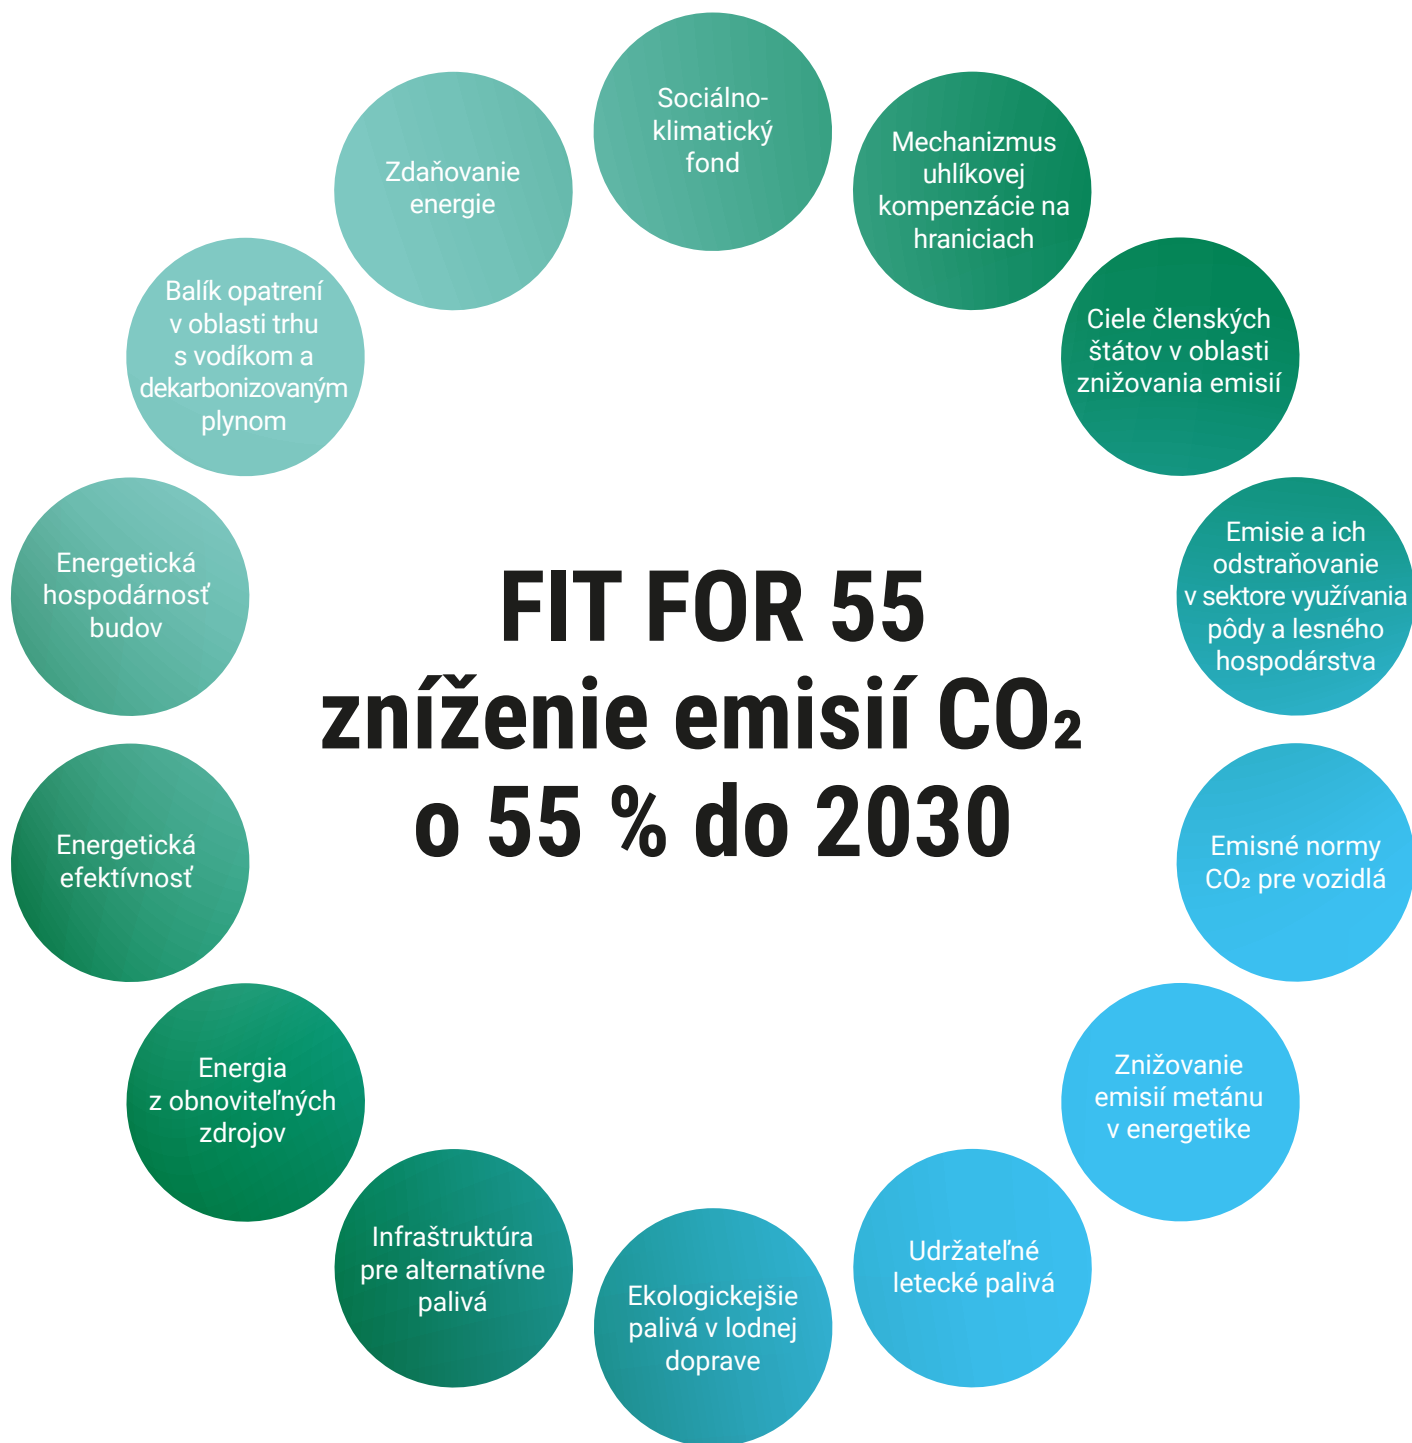 Sociálno-
klimatický
fond
Mechanizmus
uhlíkovej
kompenzácie na
hraniciach
Ciele členských
štátov v oblasti
znižovania emisií
Emisie a ich
odstraňovanie
v sektore využívania
pôdy a lesného
hospodárstva
Emisné normy
CO₂ pre vozidlá
Znižovanie
emisií metánu
v energetike
Udržateľné
letecké palivá
Ekologickejšie
palivá v lodnej
doprave
Infraštruktúra
pre alternatívne
palivá
Energia
z obnoviteľných
zdrojov
Energetická
efektívnosť
Energetická
hospodárnosť
budov
Balík opatrení
v oblasti trhu
s vodíkom a
dekarbonizovaným
plynom
Zdaňovanie
energie
FIT FOR 55
zníženie emisií CO₂
o 55 % do 2030